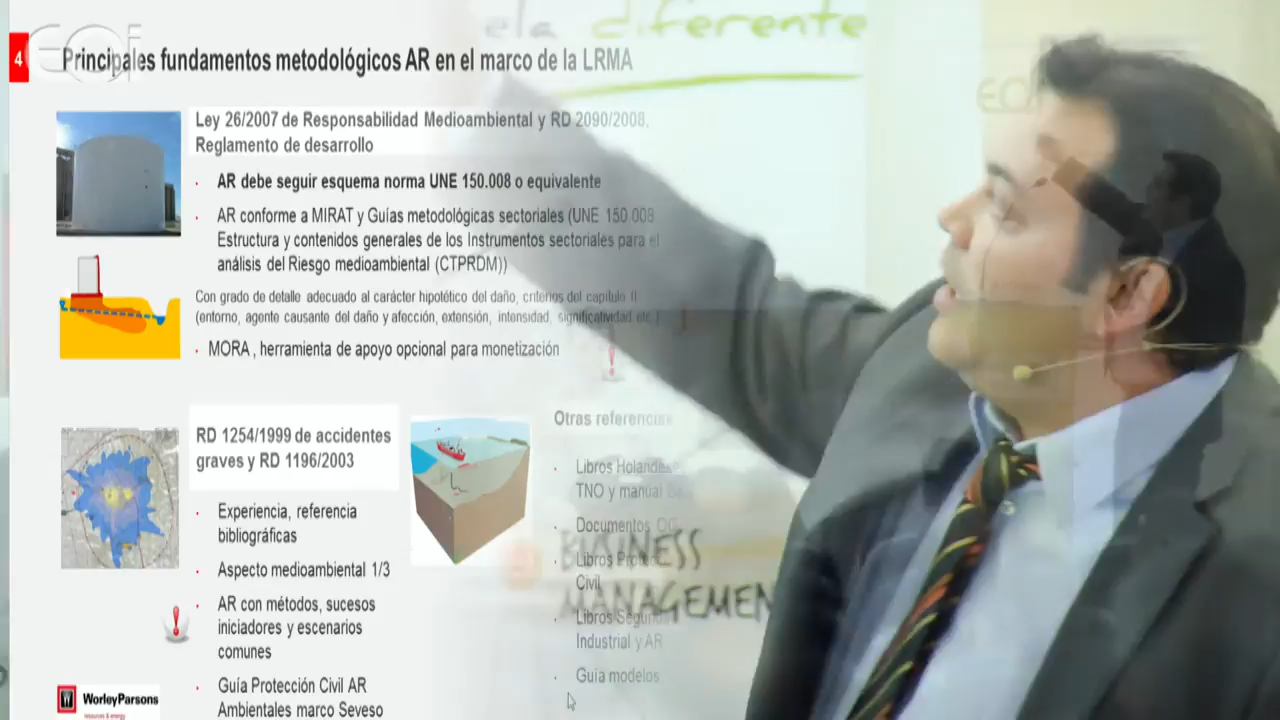 EOI
ela diferente
4
Principales fundamentos metodológicos AR en el marco de la LRMA
EOI
Ley 26/2007 de Responsabilidad Medioambiental y RD 2090/2008,
Reglamento de desarrollo
· AR debe seguir esquema norma UNE 150.008 o equivalente
· AR conforme a MIRAT y Guías metodológicas sectoriales (UNE 150 008
Estructura y contenidos generales de los Instrumentos sectoriales para el
análisis del Riesgo medioambiental (CTPRDM))
Con grado de detalle adecuado al carácter hipotético del daño, criterios del capítulo II
(entorno, agente causante del daño y afección, extensión, intensidad, significatividad etc.)
· MORA , herramienta de apoyo opcional para monetización
RD 1254/1999 de accidentes
graves y RD 1196/2003
· Experiencia, referencia
bibliográficas
· Aspecto medioambiental 1/3
· AR con métodos, sucesos
iniciadores y escenarios
comunes
· Guía Protección Civil AR
Ambientales marco Seveso
Otras referencias
· Libros
TNO y manual
· Documentos
· Libros
Civil
· Libros
Industrial y AR
· Guía modelos
BUSINESS
MANAGEMEN
WorleyParsons
resources & energy